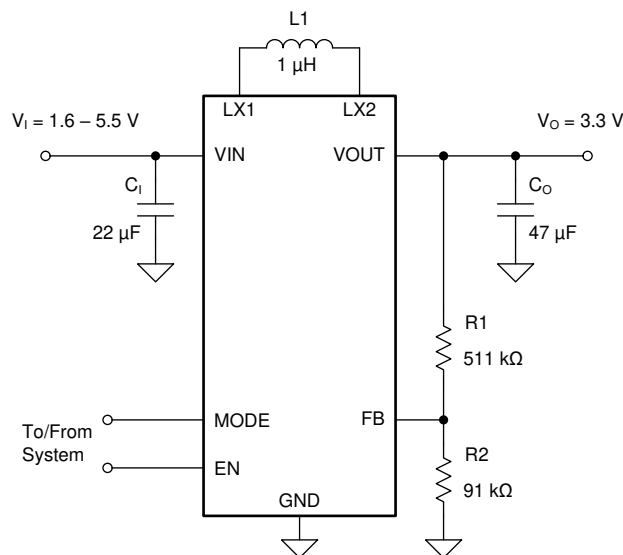 L1
1 µH
LX1 LX2
V_I = 1.6 – 5.5 V
V_O = 3.3 V
VIN
VOUT
C_I
22 µF
C_O
47 µF
R1
511 kΩ
To/From
System
MODE
FB
EN
R2
91 kΩ
GND